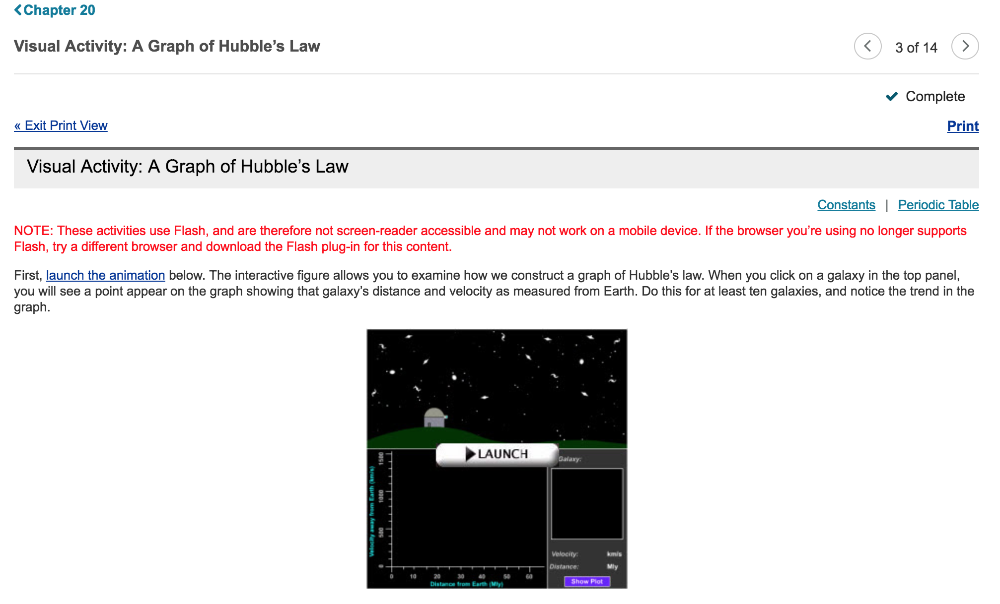 Chapter 20
Visual Activity: A Graph of Hubble’s Law
3 of 14
Complete
« Exit Print View
Print
Visual Activity: A Graph of Hubble’s Law
Constants | Periodic Table
NOTE: These activities use Flash, and are therefore not screen-reader accessible and may not work on a mobile device. If the browser you’re using no longer supports
Flash, try a different browser and download the Flash plug-in for this content.
First, launch the animation below. The interactive figure allows you to examine how we construct a graph of Hubble’s law. When you click on a galaxy in the top panel,
you will see a point appear on the graph showing that galaxy’s distance and velocity as measured from Earth. Do this for at least ten galaxies, and notice the trend in the
graph.
LAUNCH
Galaxy:
Velocity away from Earth (km/s)
1500
1000
500
0
0 10 20 30 40 50 60
Distance from Earth (Mly)
Velocity: km/s
Distance: Mly
Show Plot